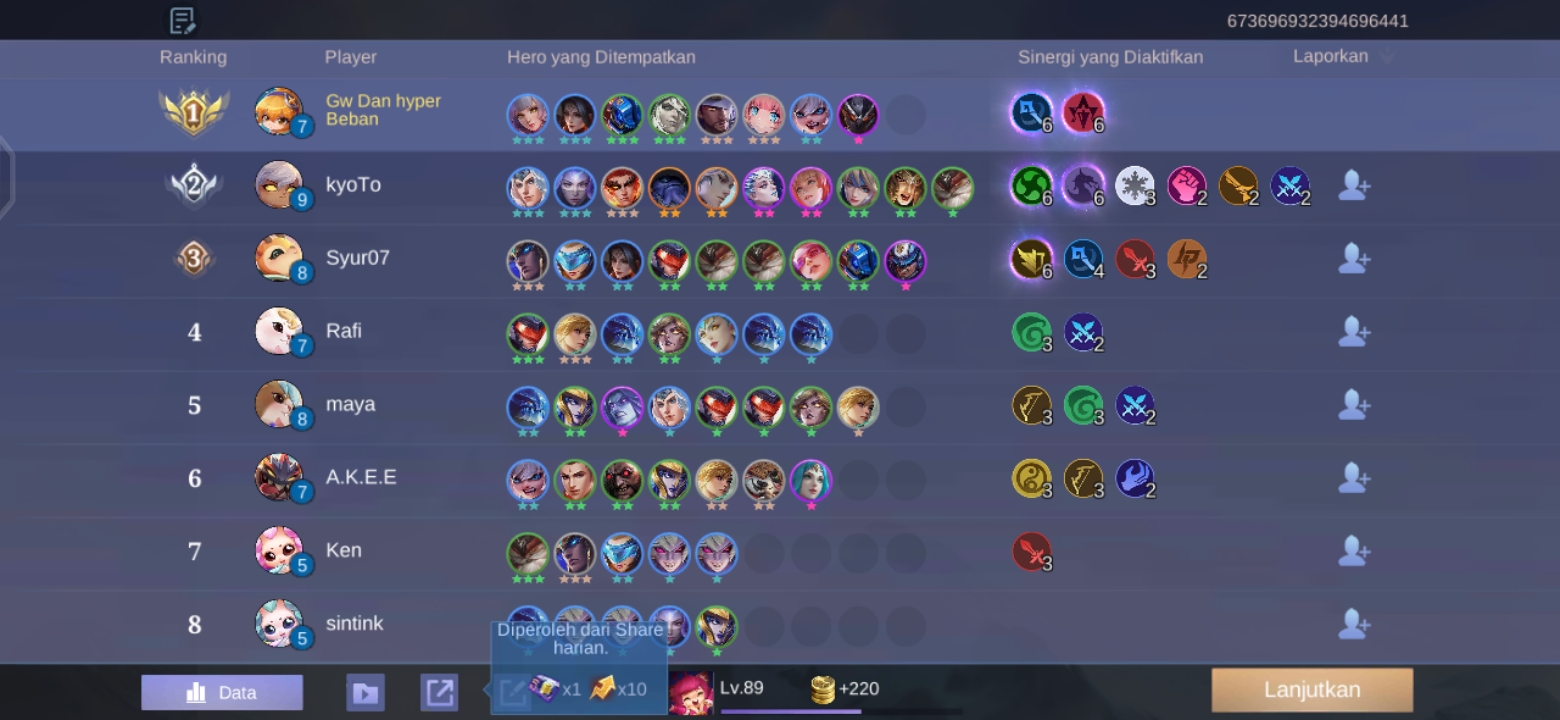 673696932394696441
Ranking Player Hero yang Ditempatkan Sinergi yang Diaktifkan Laporkan
1 7 Gw Dan hyper
Beban 6 6
2 9 kyoTo 6 6 3 2 2 2
3 8 Syur07 6 4 3 2
4 7 Rafi 3 2
5 8 maya 3 3 2
6 7 A.K.E.E 3 3 2
7 5 Ken 3
8 5 sintink
Diperoleh dari Share
harian.
Data x1 x10 Lv.89 +220 Lanjutkan